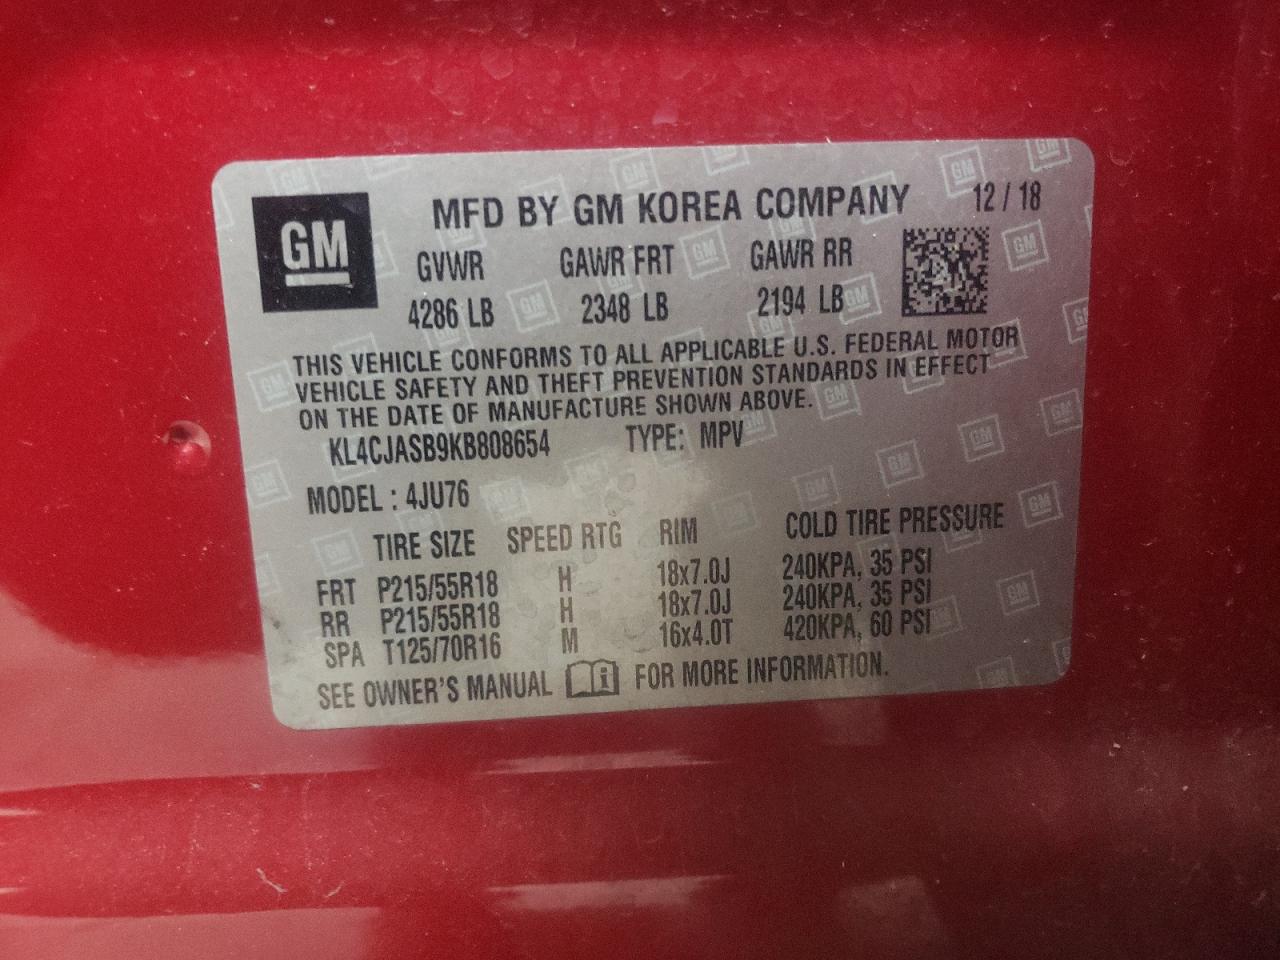 GM
MFD BY GM KOREA COMPANY 12 / 18
GVWR GAWR FRT GAWR RR
4286 LB 2348 LB 2194 LB
THIS VEHICLE CONFORMS TO ALL APPLICABLE U.S. FEDERAL MOTOR
VEHICLE SAFETY AND THEFT PREVENTION STANDARDS IN EFFECT
ON THE DATE OF MANUFACTURE SHOWN ABOVE.
KL4CJASB9KB808654 TYPE: MPV
MODEL : 4JU76
TIRE SIZE SPEED RTG RIM COLD TIRE PRESSURE
FRT P215/55R18 H 18x7.0J 240KPA, 35 PSI
RR P215/55R18 H 18x7.0J 240KPA, 35 PSI
SPA T125/70R16 M 16x4.0T 420KPA, 60 PSI
SEE OWNER'S MANUAL FOR MORE INFORMATION.